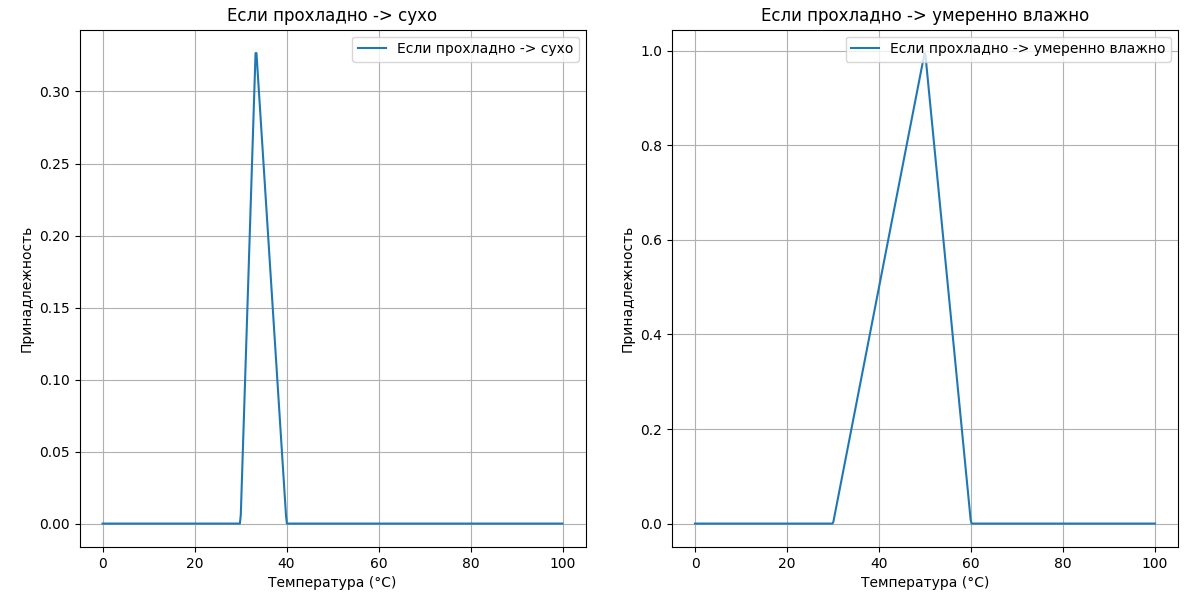 Если прохладно -> сухо
Если прохладно -> сухо
0.30
0.25
0.20
0.15
0.10
0.05
0.00
Принадлежность
0 20 40 60 80 100
Температура (°C)
Если прохладно -> умеренно влажно
Если прохладно -> умеренно влажно
1.0
0.8
0.6
0.4
0.2
0.0
Принадлежность
0 20 40 60 80 100
Температура (°C)